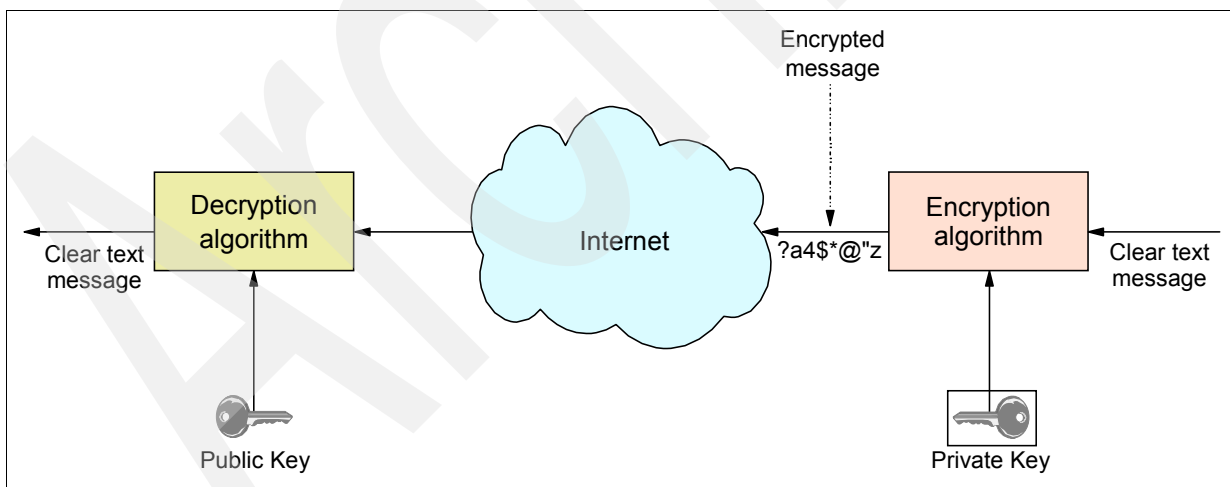 Encrypted
message
Decryption
algorithm
Internet
?a4$*@"z
Encryption
algorithm
Clear text
message
Clear text
message
Public Key
Private Key